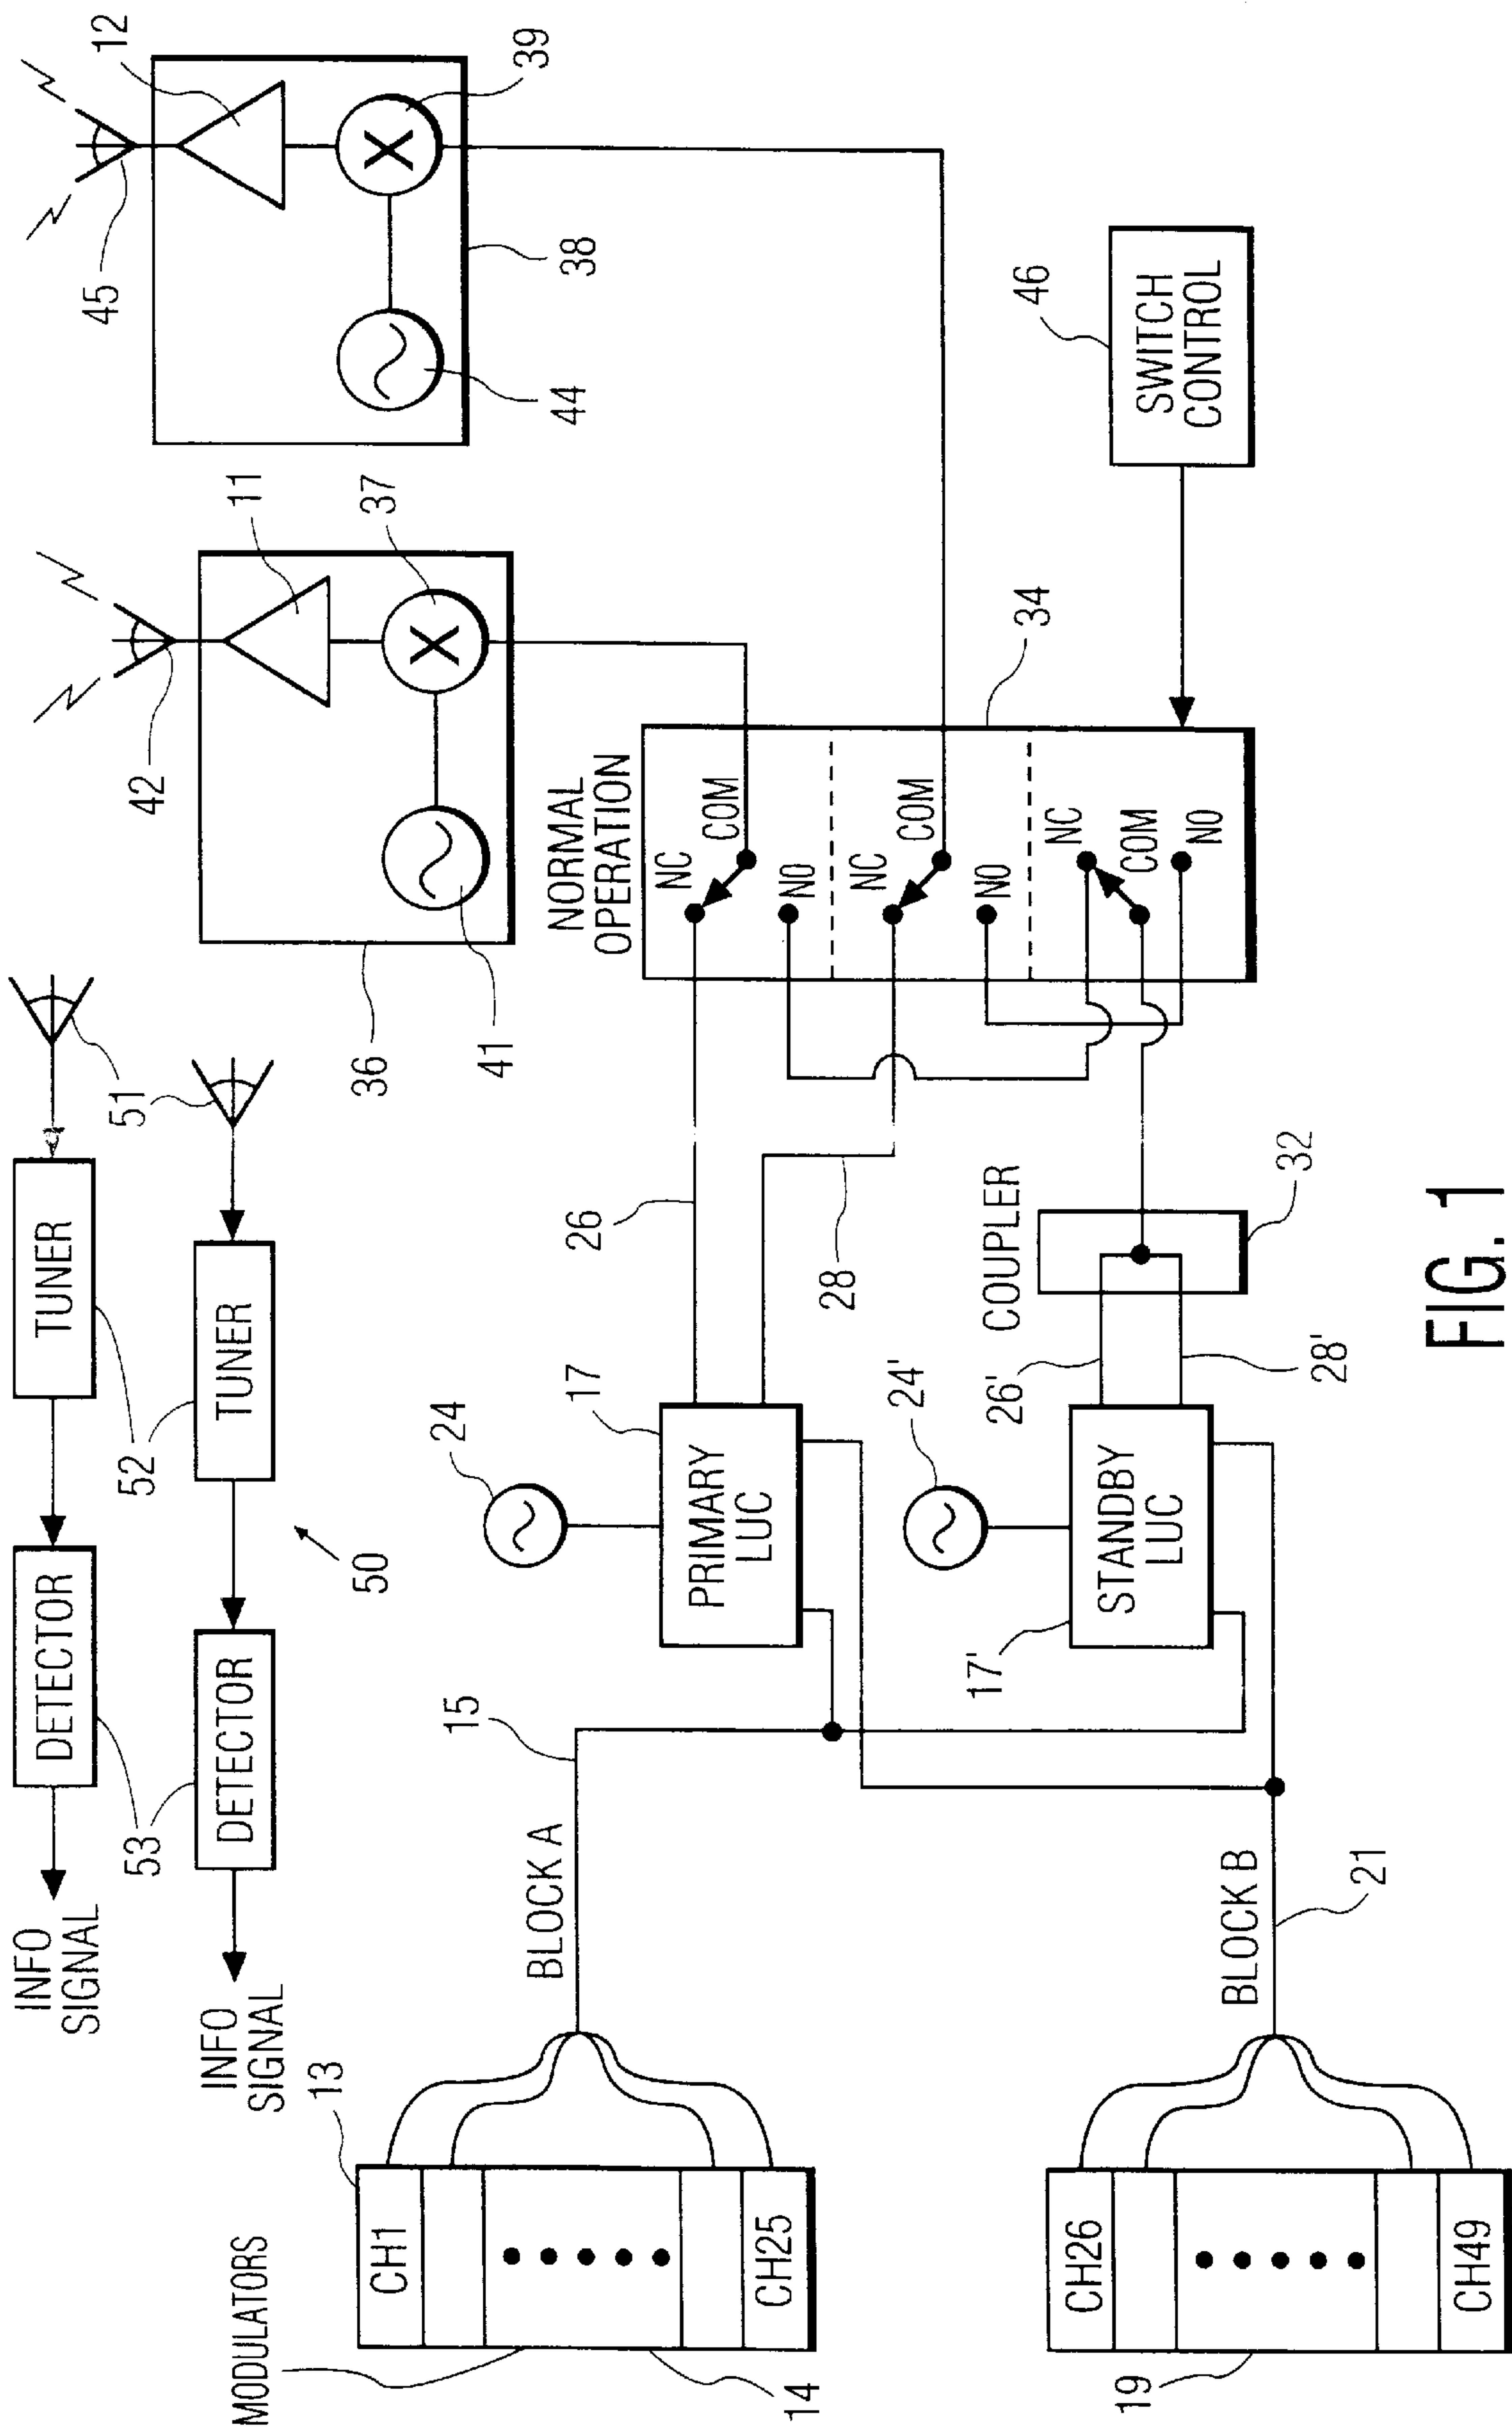 INFO
SIGNAL
DETECTOR
TUNER
51
53
52
INFO
SIGNAL
DETECTOR
TUNER
50
MODULATORS
13
14
CH1
CH25
BLOCK A
15
19
CH26
CH49
BLOCK B
21
24
17
PRIMARY
LUC
26
28
24'
17'
STANDBY
LUC
26'
28'
COUPLER
32
NORMAL
OPERATION
NC
COM
NO
NC
COM
NO
NC
COM
NO
34
36
41
42
11
37
45
12
39
38
44
46
SWITCH
CONTROL
FIG. 1